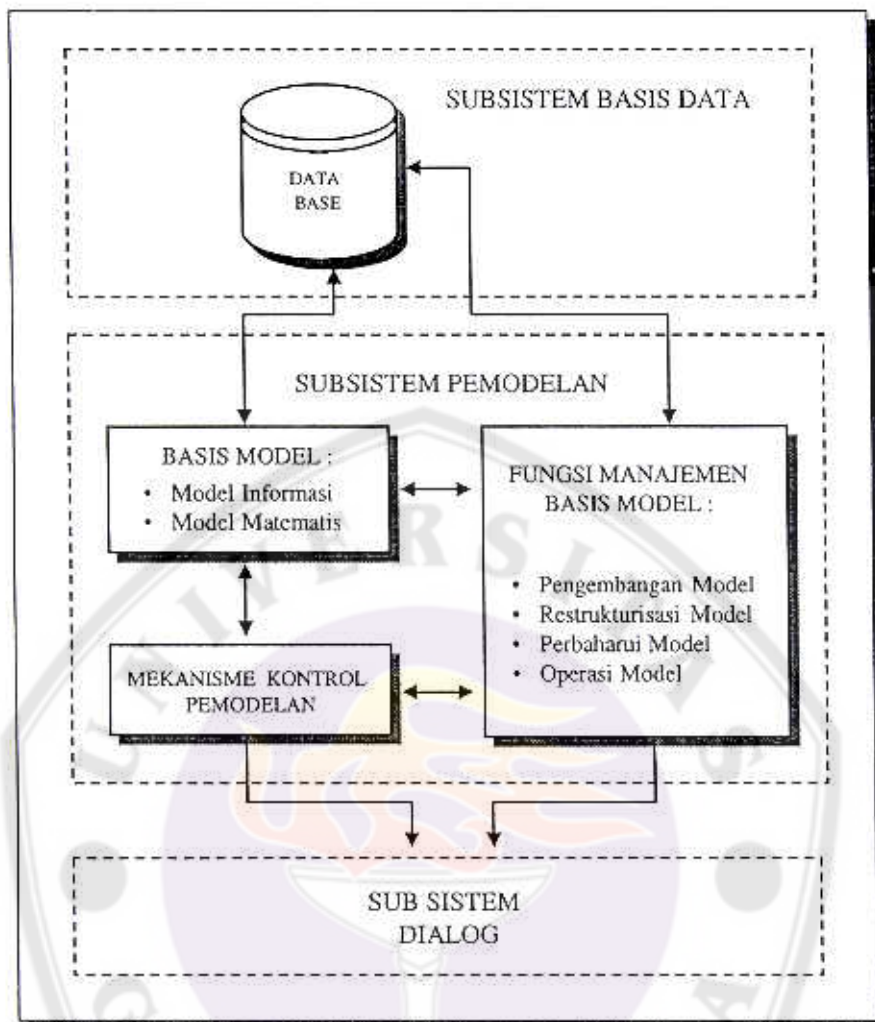 SUBSISTEM BASIS DATA
DATA
BASE
SUBSISTEM PEMODELAN
BASIS MODEL :
• Model Informasi
• Model Matematis
FUNGSI MANAJEMEN
BASIS MODEL :
• Pengembangan Model
• Restrukturisasi Model
• Perbaharui Model
• Operasi Model
MEKANISME KONTROL
PEMODELAN
SUB SISTEM
DIALOG
UNIVERSITAS